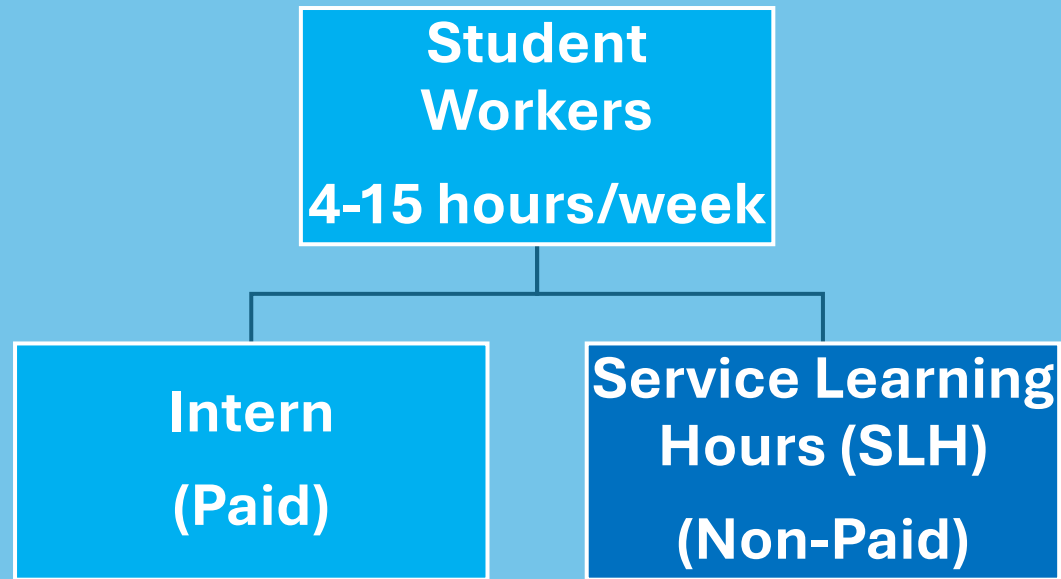 Student
Workers
4-15 hours/week
Intern
(Paid)
Service Learning
Hours (SLH)
(Non-Paid)